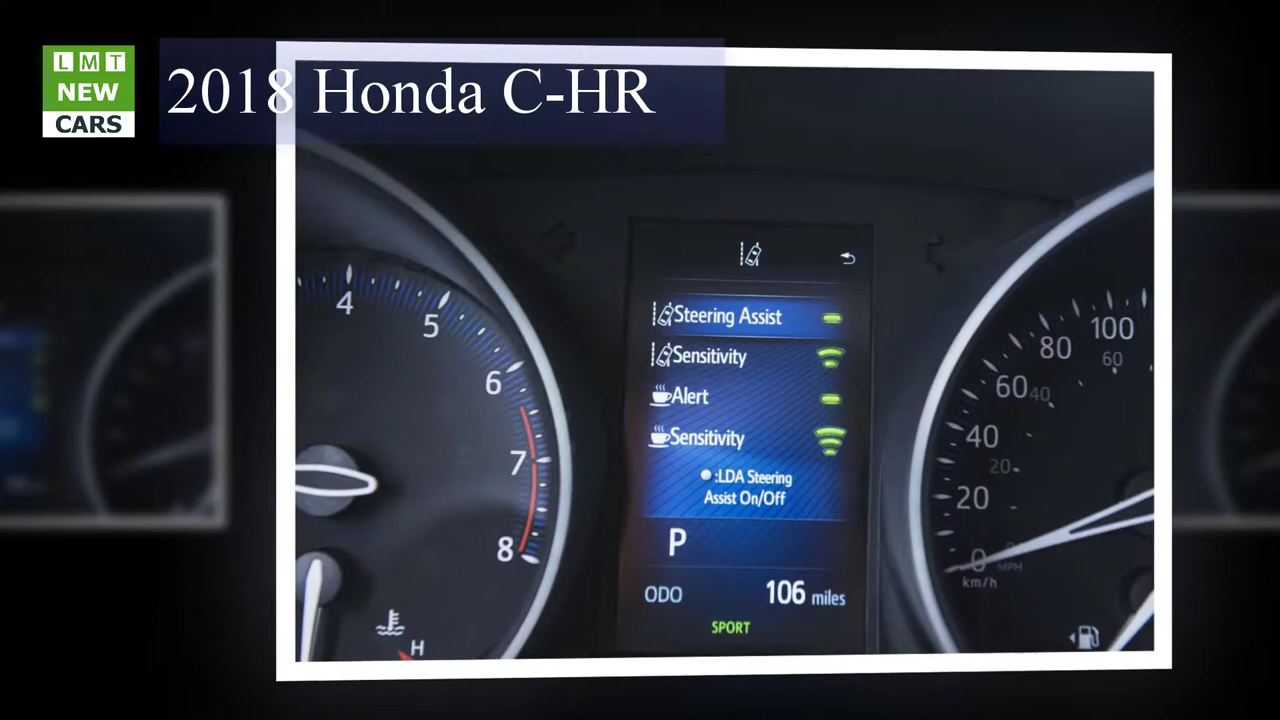 LMT
NEW
CARS
2018 Honda C-HR
Steering Assist
Sensitivity
Alert
Sensitivity
:LDA Steering
Assist On/Off
P
ODO 106 miles
SPORT
4
5
6
7
8
H
100
80
60
60
40
40
20
20
0
MPH
km/h